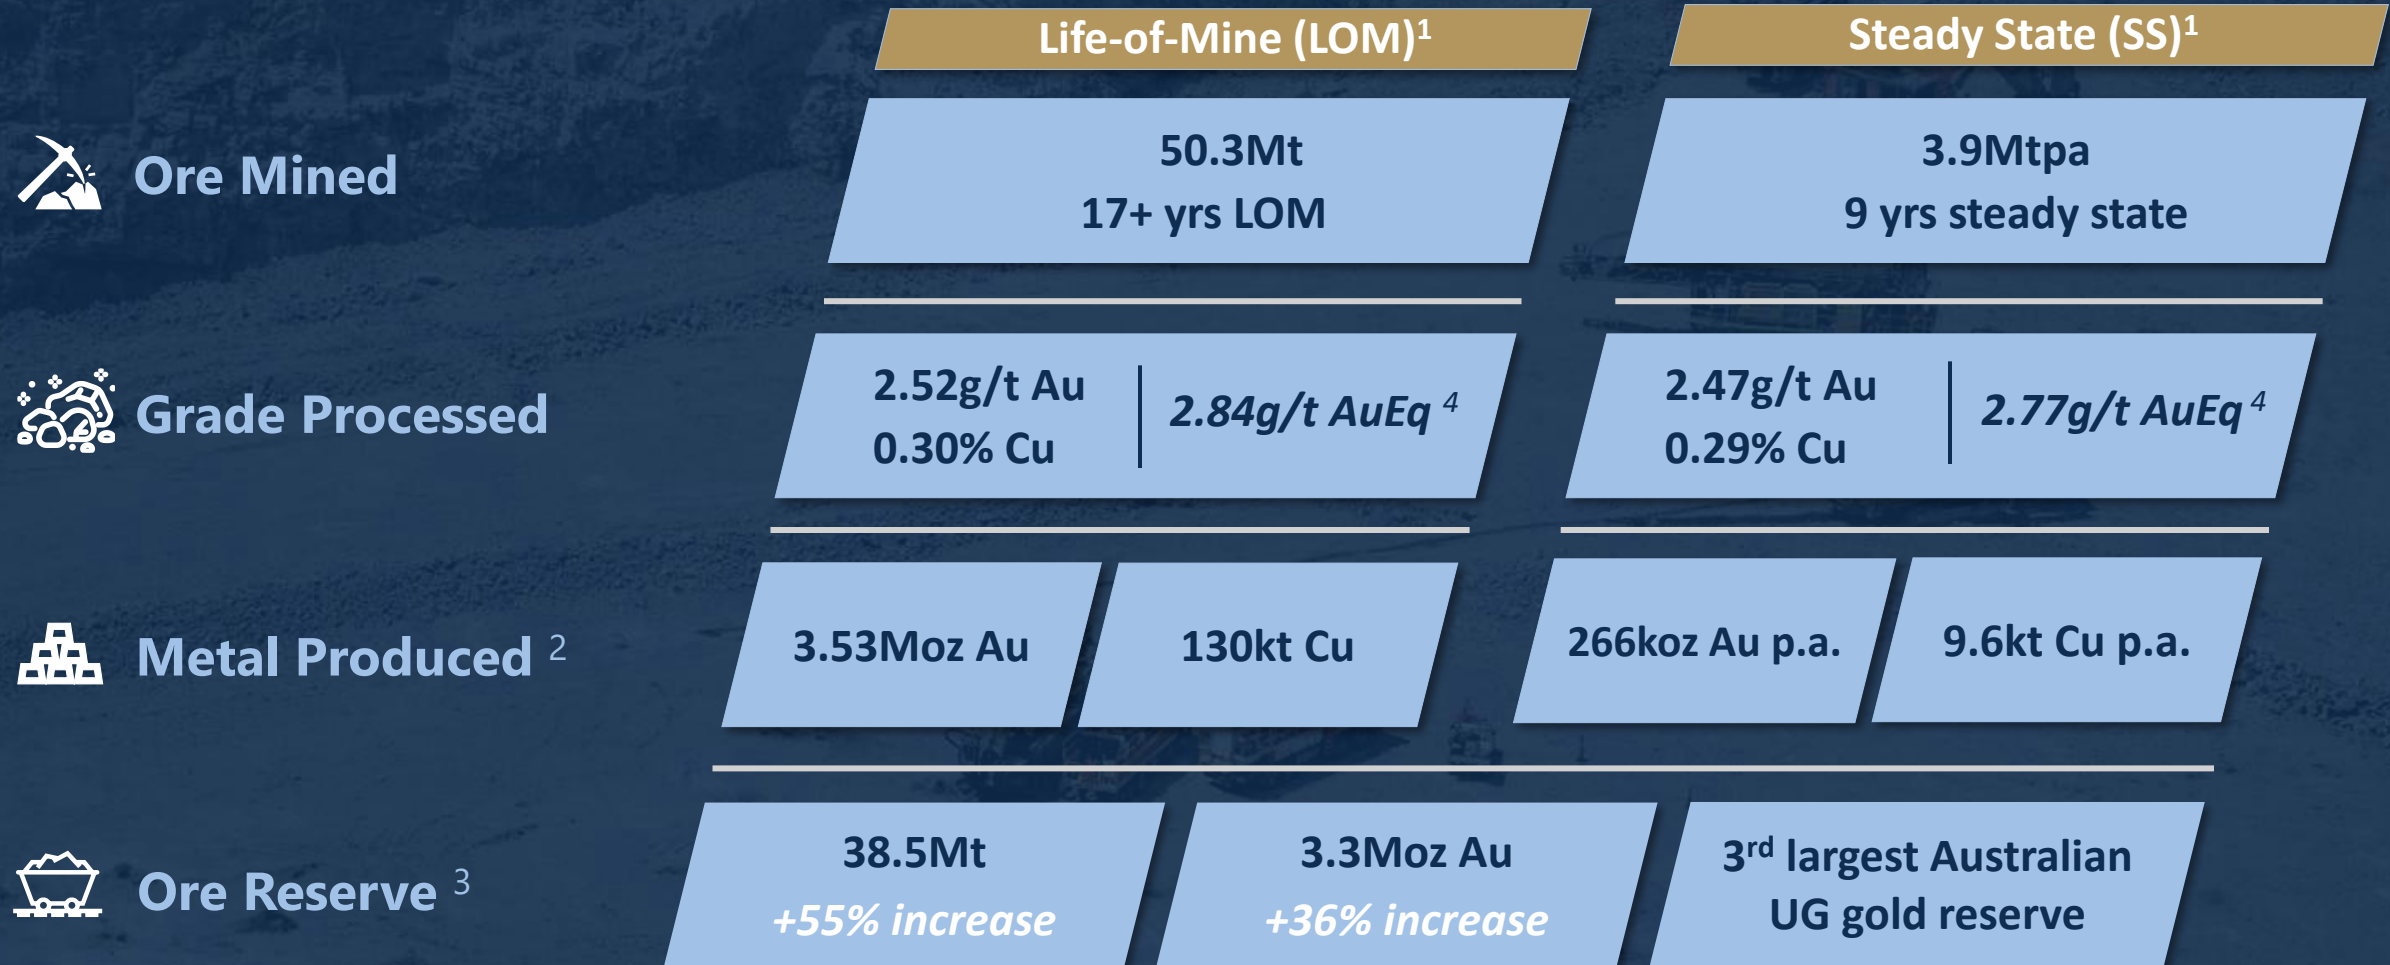 Life-of-Mine (LOM)¹
Steady State (SS)¹
Ore Mined
50.3Mt
17+ yrs LOM
3.9Mtpa
9 yrs steady state
Grade Processed
2.52g/t Au
0.30% Cu
2.84g/t AuEq ⁴
2.47g/t Au
0.29% Cu
2.77g/t AuEq ⁴
Metal Produced ²
3.53Moz Au
130kt Cu
266koz Au p.a.
9.6kt Cu p.a.
Ore Reserve ³
38.5Mt
+55% increase
3.3Moz Au
+36% increase
3rd largest Australian
UG gold reserve